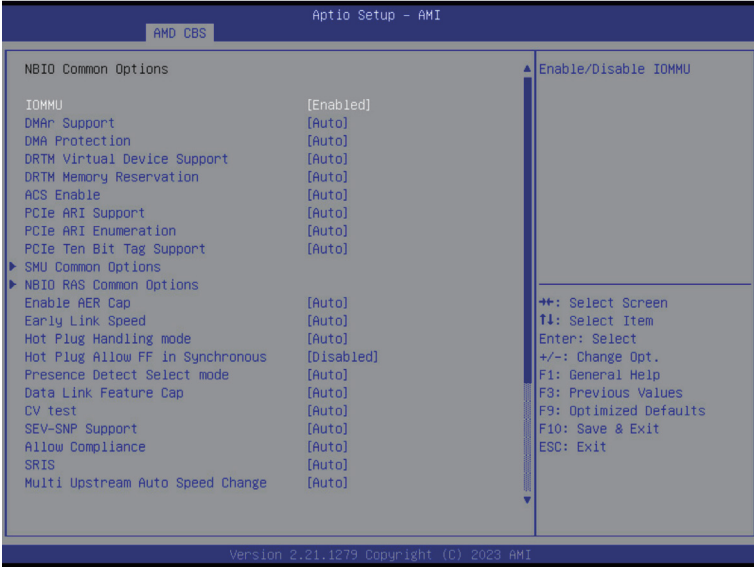 Aptio Setup - AMI
AMD CBS
NBIO Common Options
IOMMU [Enabled]
DMAr Support [Auto]
DMA Protection [Auto]
DRTM Virtual Device Support [Auto]
DRTM Memory Reservation [Auto]
ACS Enable [Auto]
PCIe ARI Support [Auto]
PCIe ARI Enumeration [Auto]
PCIe Ten Bit Tag Support [Auto]
SMU Common Options
NBIO RAS Common Options
Enable AER Cap [Auto]
Early Link Speed [Auto]
Hot Plug Handling mode [Auto]
Hot Plug Allow FF in Synchronous [Disabled]
Presence Detect Select mode [Auto]
Data Link Feature Cap [Auto]
CV test [Auto]
SEV-SNP Support [Auto]
Allow Compliance [Auto]
SRIS [Auto]
Multi Upstream Auto Speed Change [Auto]
Enable/Disable IOMMU
→←: Select Screen
↑↓: Select Item
Enter: Select
+/-: Change Opt.
F1: General Help
F3: Previous Values
F9: Optimized Defaults
F10: Save & Exit
ESC: Exit
Version 2.21.1279 Copyright (C) 2023 AMI